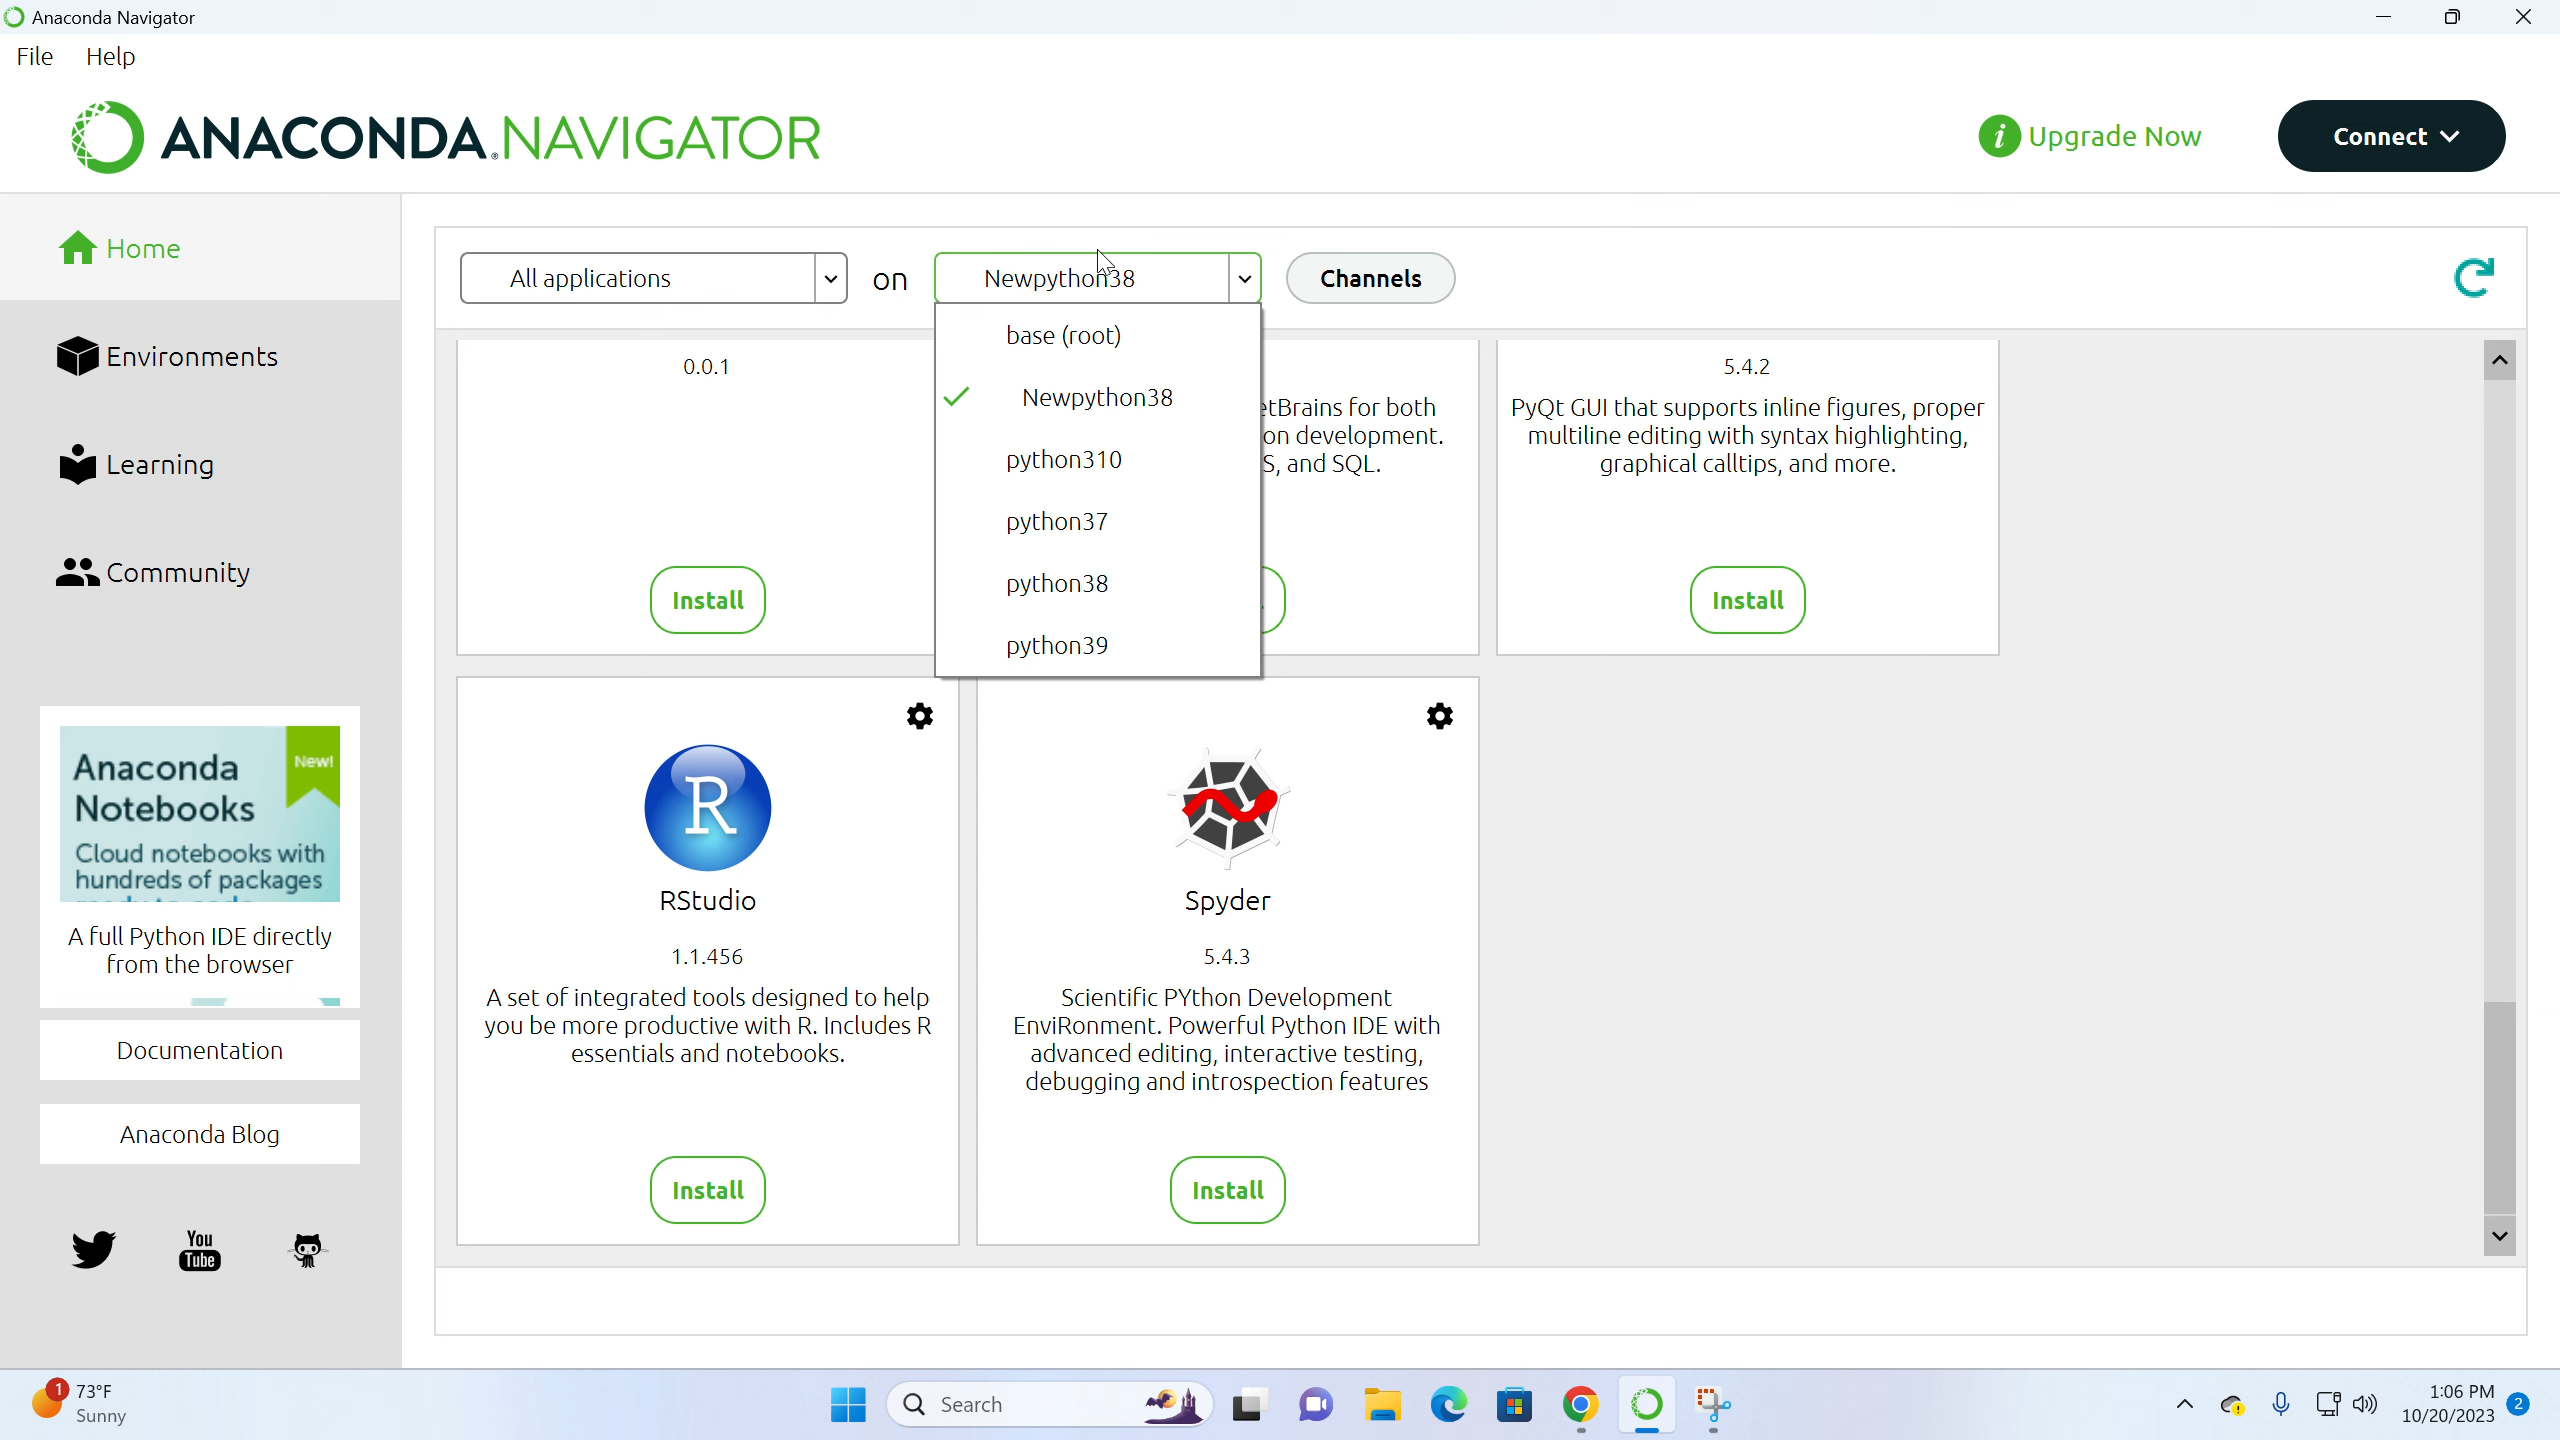 Anaconda Navigator
File Help
ANACONDA.NAVIGATOR
Upgrade Now
Connect
Home
Environments
Learning
Community
All applications
on
Newpython38
Channels
base (root)
Newpython38
python310
python37
python38
python39
0.0.1
Install
etBrains for both
on development.
S, and SQL.
5.4.2
PyQt GUI that supports inline figures, proper
multiline editing with syntax highlighting,
graphical calltips, and more.
Install
R
RStudio
1.1.456
A set of integrated tools designed to help
you be more productive with R. Includes R
essentials and notebooks.
Install
Spyder
5.4.3
Scientific PYthon Development
EnviRonment. Powerful Python IDE with
advanced editing, interactive testing,
debugging and introspection features
Install
Anaconda
Notebooks
New!
Cloud notebooks with
hundreds of packages
A full Python IDE directly
from the browser
Documentation
Anaconda Blog
You
Tube
1
73°F
Sunny
Search
1:06 PM
10/20/2023
2